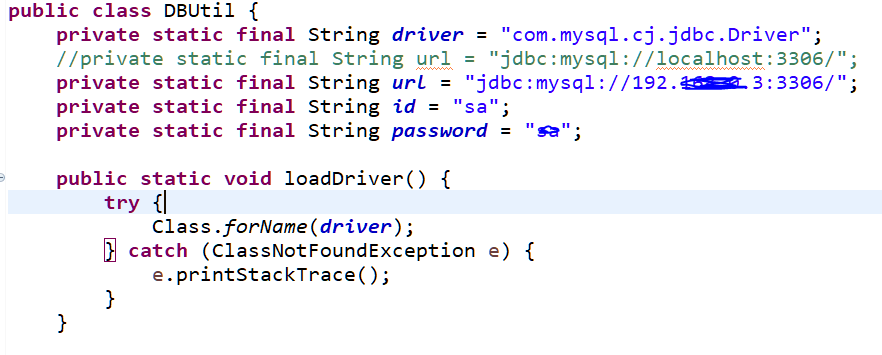 public class DBUtil {
private static final String driver = "com.mysql.cj.jdbc.Driver";
//private static final String url = "jdbc:mysql://localhost:3306/";
private static final String url = "jdbc:mysql://192. .3:3306/";
private static final String id = "sa";
private static final String password = " ";
public static void loadDriver() {
try {
Class.forName(driver);
} catch (ClassNotFoundException e) {
e.printStackTrace();
}
}